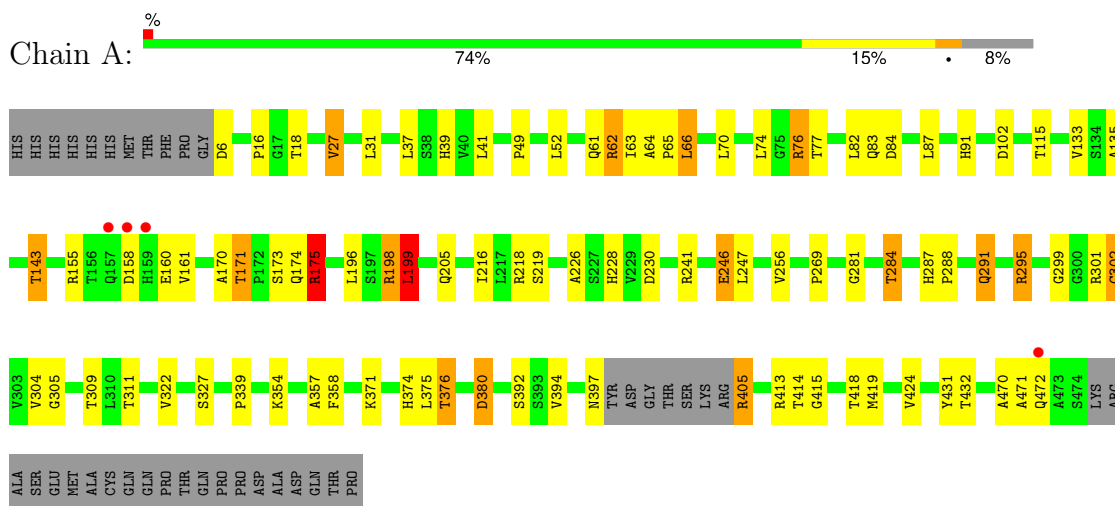 %
Chain A:
74% 15% • 8%
HIS HIS HIS HIS HIS HIS MET THR PHE PRO GLY D6 P16 G17 T18 V27 L31 L37 S38 H39 V40 L41 P49 L52 Q61 R62 I63 A64 P65 L66 L70 L74 G75 R76 T77 L82 Q83 D84 L87 H91 D102 T115 V133 S134 A135
T143 R155 T156 Q157 D158 H159 E160 V161 A170 T171 P172 S173 Q174 R175 L196 S197 R198 L199 Q205 I216 L217 R218 S219 A226 S227 H228 V229 D230 R241 E246 L247 V256 P269 G281 T284 H287 P288 Q291 R295 G299 G300 R301
V303 V304 G305 T309 L310 T311 V322 S327 P339 K354 A357 F358 K371 H374 L375 T376 D380 S392 S393 V394 N397 TYR ASP GLY THR SER LYS ARG R405 R413 T414 G415 T418 M419 V424 Y431 T432 A470 A471 Q472 A473 S474 LYS
ALA SER GLU MET ALA CYS GLN GLN PRO THR GLN PRO PRO ASP ALA ASP GLN THR PRO